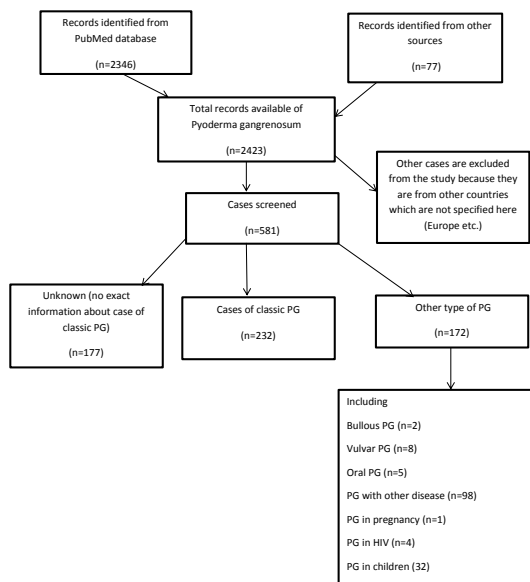 Records identified from
PubMed database
(n=2346)
Records identified from other
sources
(n=77)
Total records available of
Pyoderma gangrenosum
(n=2423)
Other cases are excluded
from the study because they
are from other countries
which are not specified here
(Europe etc.)
Cases screened
(n=581)
Unknown (no exact
information about case of
classic PG)
(n=177)
Cases of classic PG
(n=232)
Other type of PG
(n=172)
Including
Bullous PG (n=2)
Vulvar PG (n=8)
Oral PG (n=5)
PG with other disease (n=98)
PG in pregnancy (n=1)
PG in HIV (n=4)
PG in children (32)